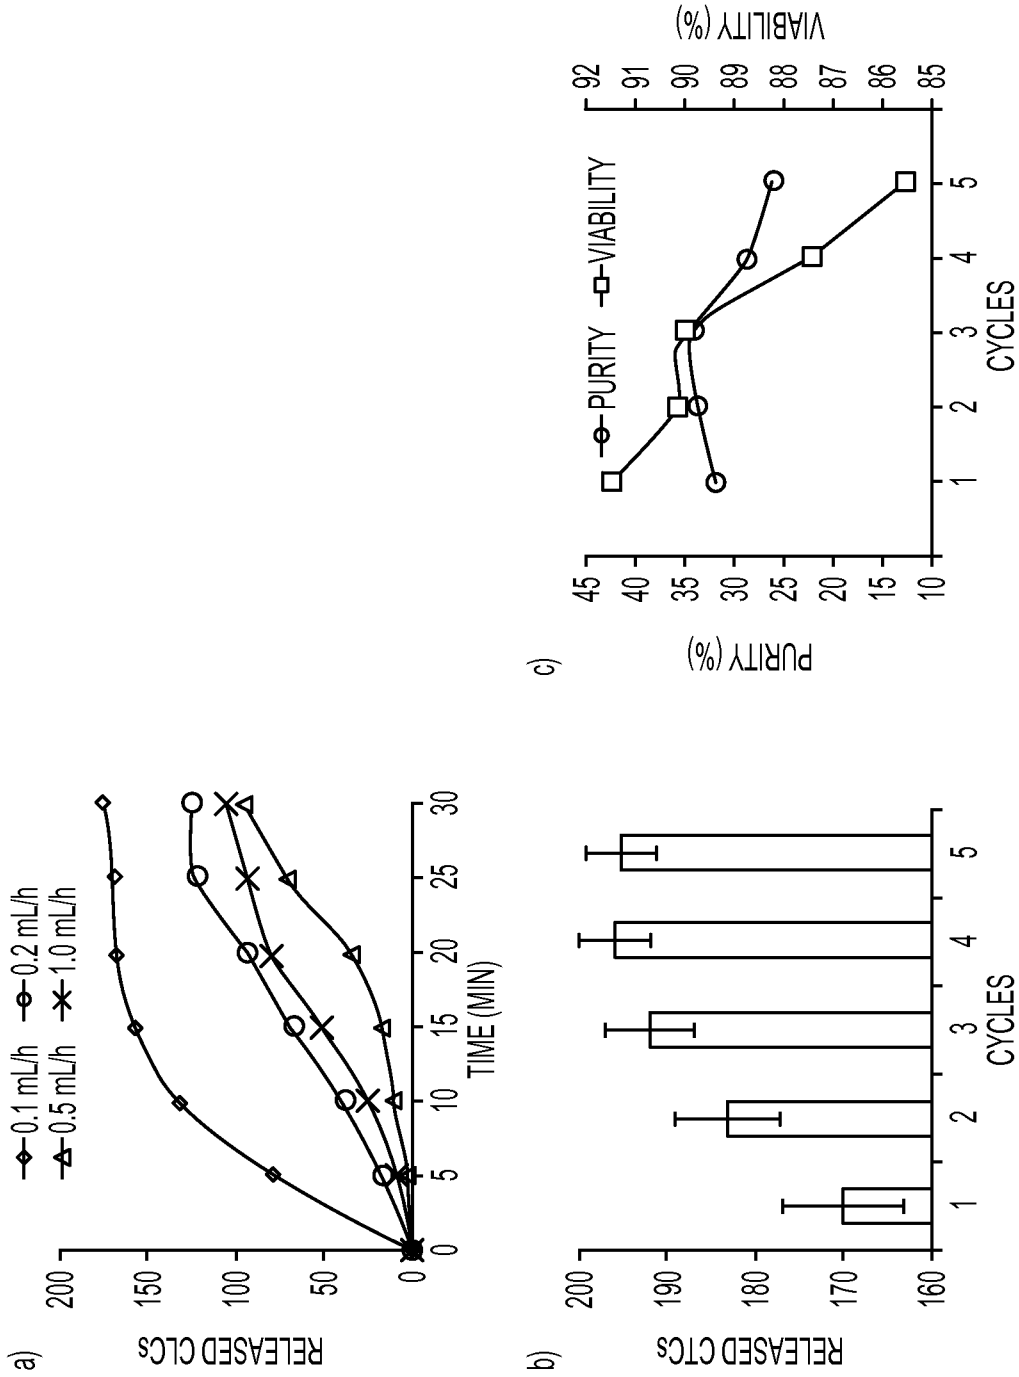 a)
0.1 mL/h 0.2 mL/h
0.5 mL/h 1.0 mL/h
RELEASED CLCs
200
150
100
50
0
0 5 10 15 20 25 30
TIME (MIN)
b)
RELEASED CTCs
200
190
180
170
160
1 2 3 4 5
CYCLES
c)
PURITY VIABILITY
PURITY (%)
45
40
35
30
25
20
15
10
VIABILITY (%)
92
91
90
89
88
87
86
85
1 2 3 4 5
CYCLES